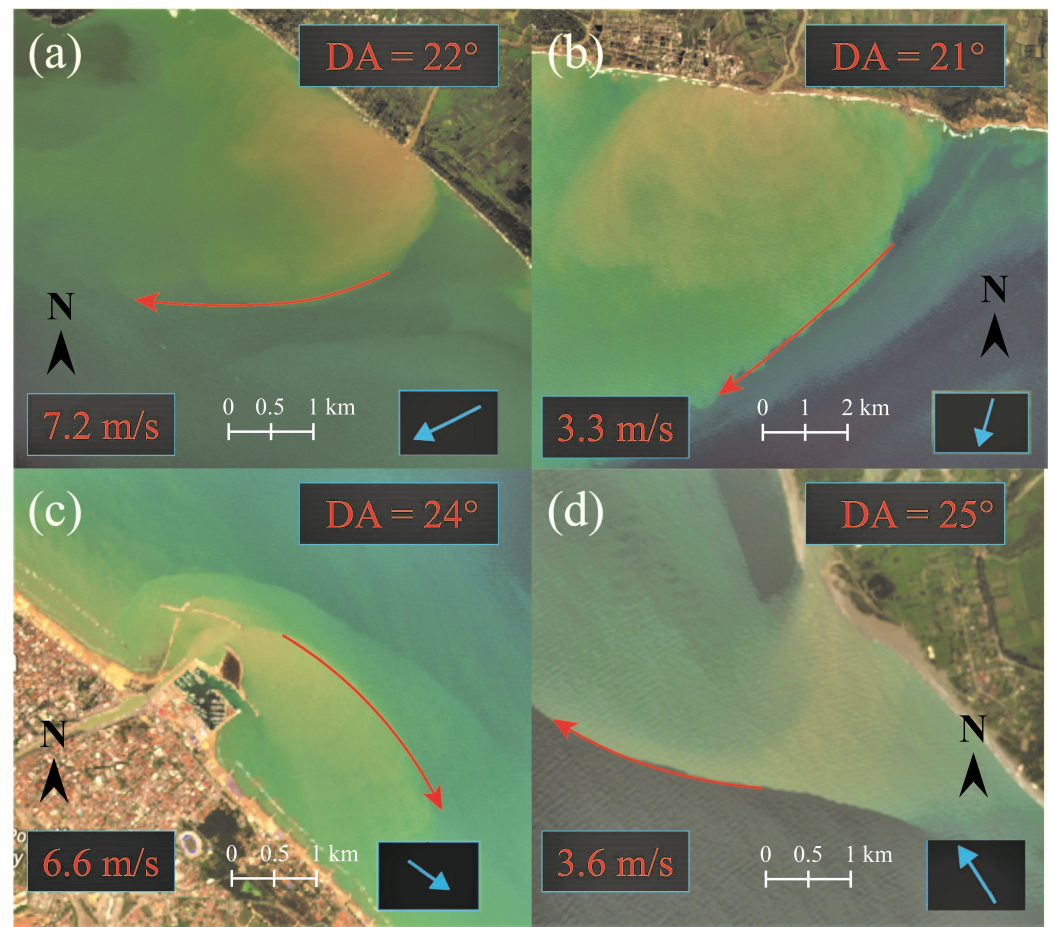 (a)
DA = 22°
N
7.2 m/s
0 0.5 1 km
(b)
DA = 21°
N
3.3 m/s
0 1 2 km
(c)
DA = 24°
N
6.6 m/s
0 0.5 1 km
(d)
DA = 25°
N
3.6 m/s
0 0.5 1 km